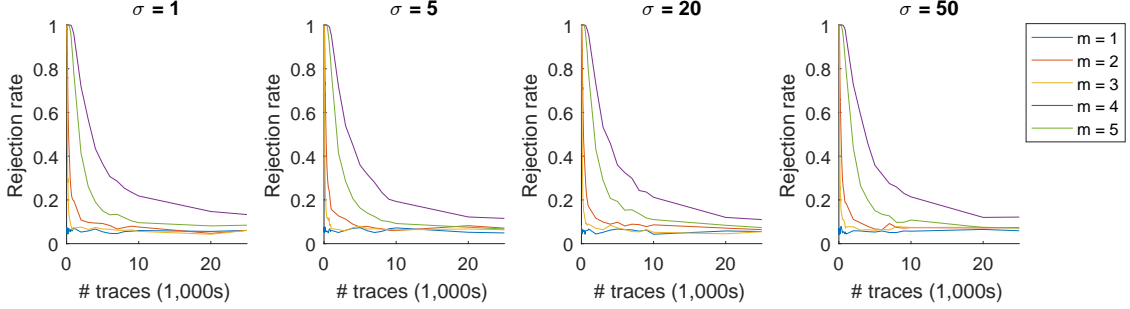 σ = 1
Rejection rate
1
0.8
0.6
0.4
0.2
0
0
10
20
# traces (1,000s)
σ = 5
Rejection rate
1
0.8
0.6
0.4
0.2
0
0
10
20
# traces (1,000s)
σ = 20
Rejection rate
1
0.8
0.6
0.4
0.2
0
0
10
20
# traces (1,000s)
σ = 50
Rejection rate
1
0.8
0.6
0.4
0.2
0
0
10
20
# traces (1,000s)
m = 1
m = 2
m = 3
m = 4
m = 5